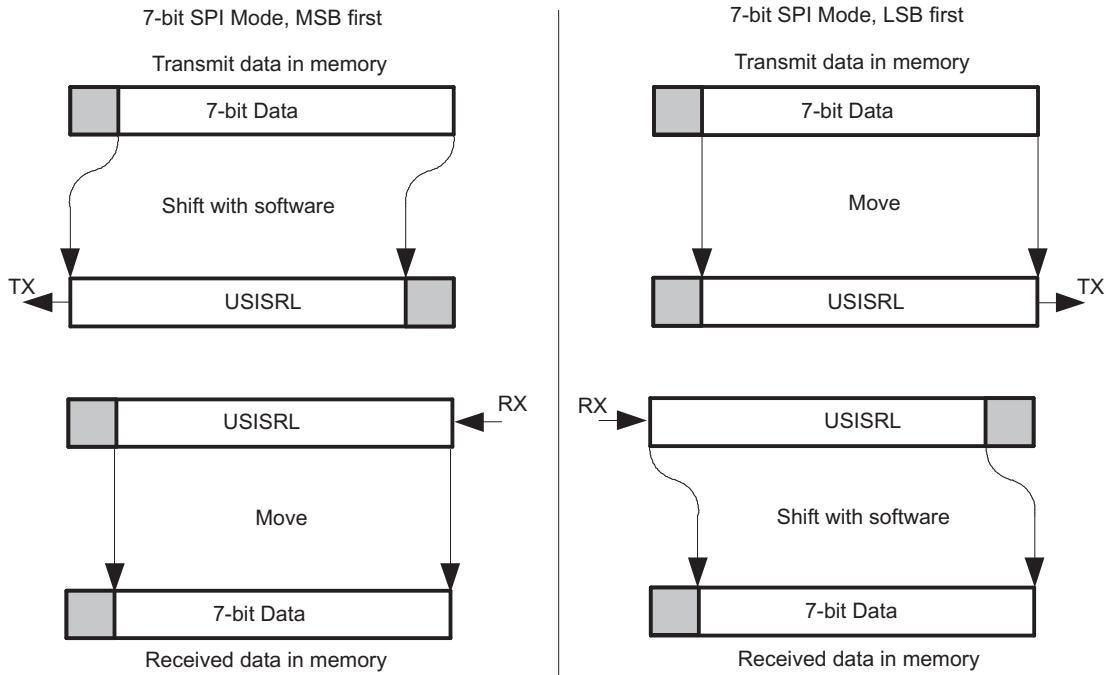 7-bit SPI Mode, MSB first
Transmit data in memory
7-bit Data
Shift with software
TX
USISRL
USISRL
RX
Move
7-bit Data
Received data in memory
7-bit SPI Mode, LSB first
Transmit data in memory
7-bit Data
Move
USISRL
TX
RX
USISRL
Shift with software
7-bit Data
Received data in memory